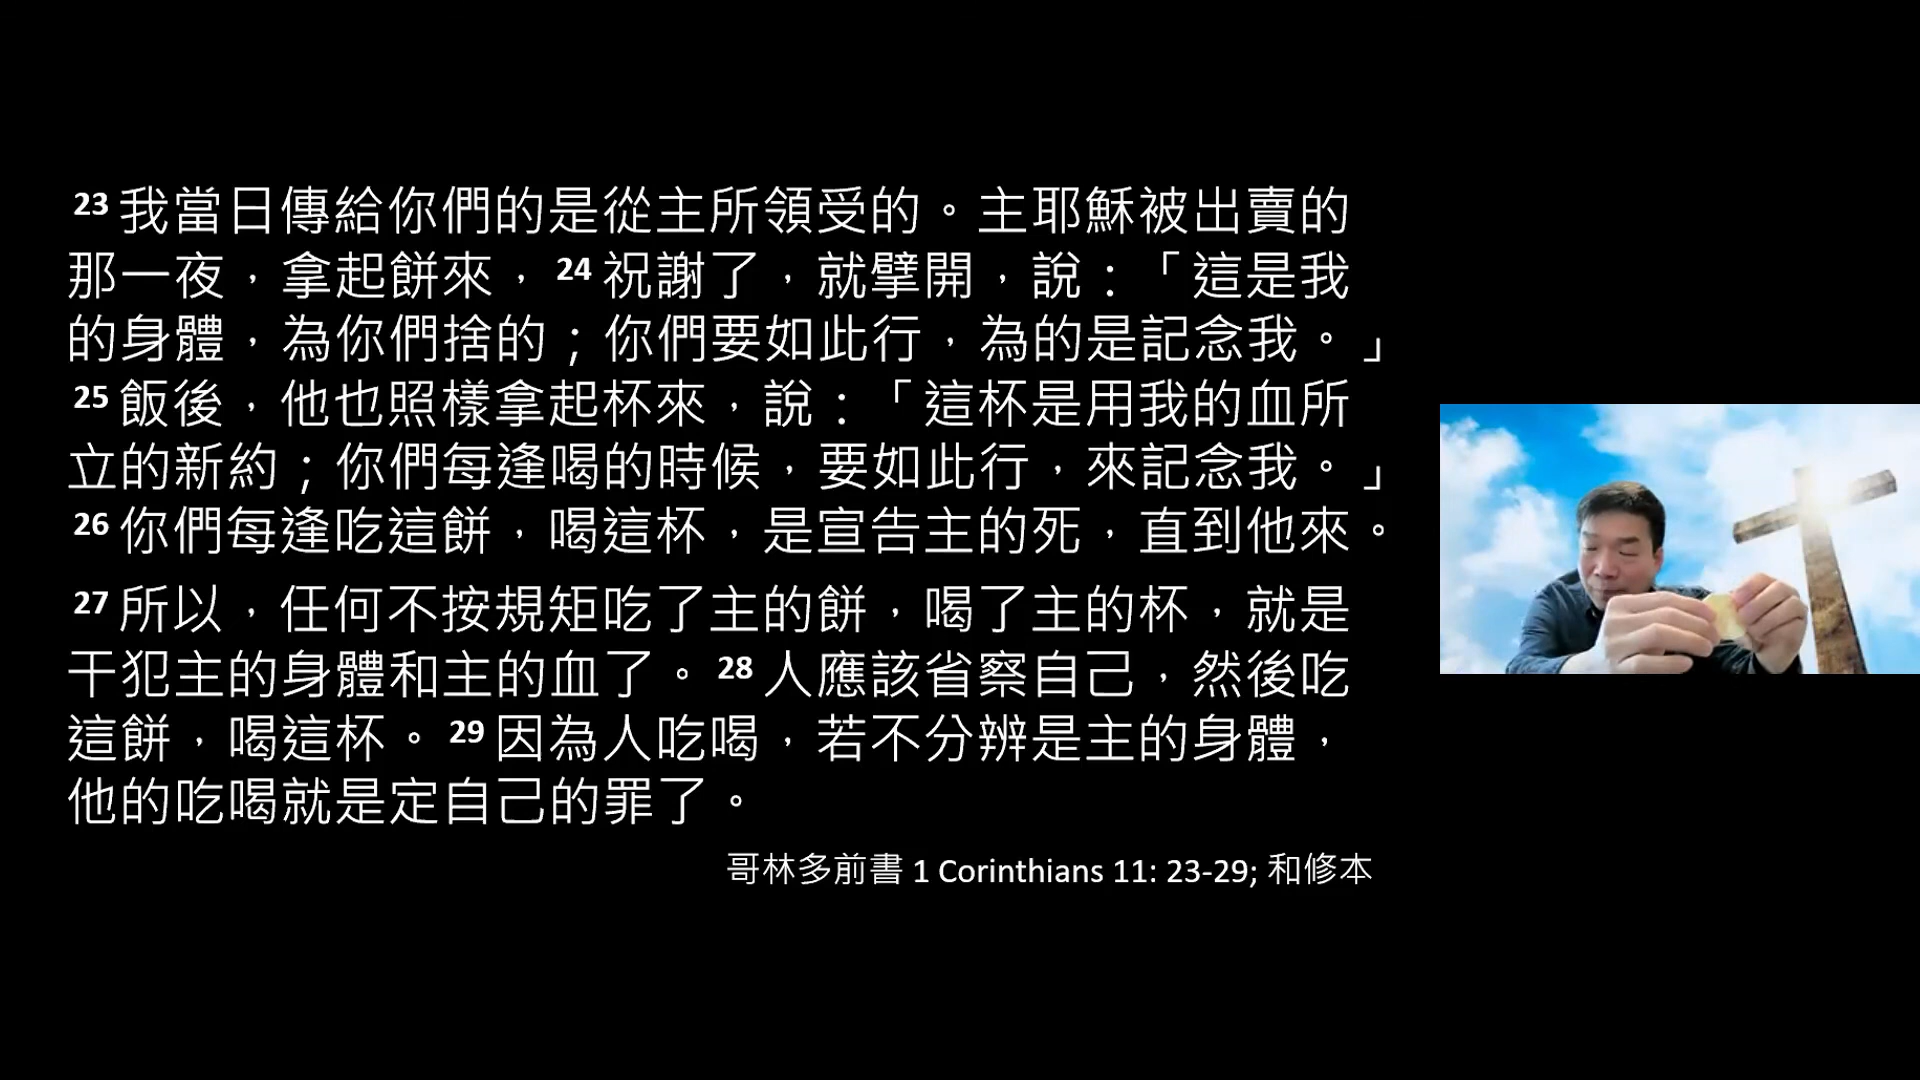 23 我當日傳給你們的是從主所領受的。主耶穌被出賣的
那一夜，拿起餅來，24 祝謝了，就擘開，說：「這是我
的身體，為你們捨的；你們要如此行，為的是記念我。」
25 飯後，他也照樣拿起杯來，說：「這杯是用我的血所
立的新約；你們每逢喝的時候，要如此行，來記念我。」
26 你們每逢吃這餅，喝這杯，是宣告主的死，直到他來。
27 所以，任何不按規矩吃了主的餅，喝了主的杯，就是
干犯主的身體和主的血了。28 人應該省察自己，然後吃
這餅，喝這杯。29 因為人吃喝，若不分辨是主的身體，
他的吃喝就是定自己的罪了。
哥林多前書 1 Corinthians 11: 23-29; 和修本